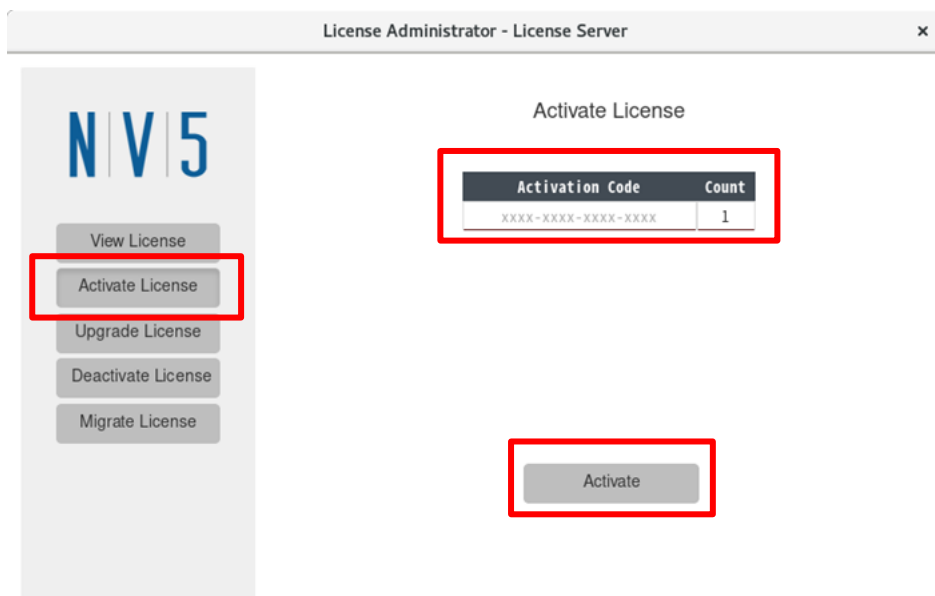 License Administrator - License Server
×
N|V|5
View License
Activate License
Upgrade License
Deactivate License
Migrate License
Activate License
Activation Code Count
xxxx-xxxx-xxxx-xxxx 1
Activate